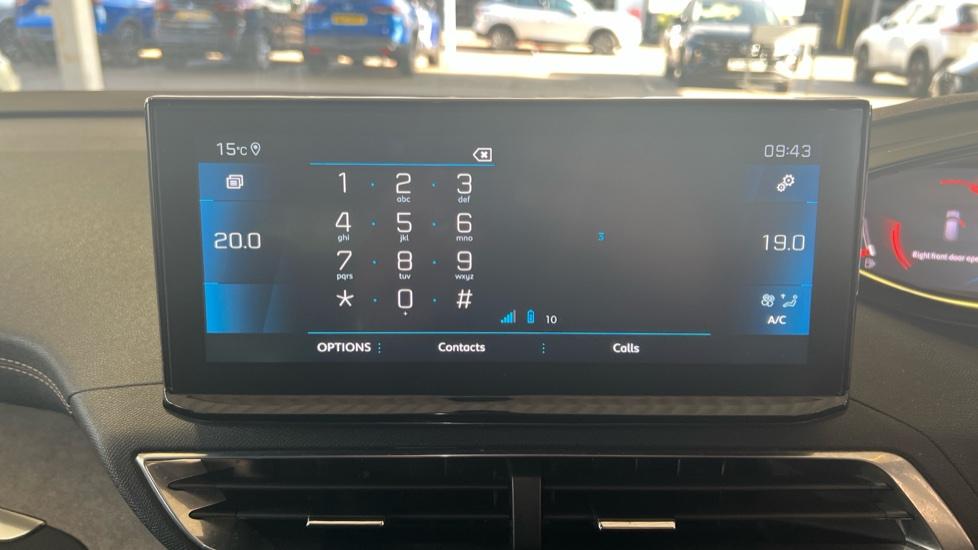 15°C
09:43
1 2 3
abc def
4 5 6
ghi jkl mno
20.0
19.0
7 8 9
pqrs tuv wxyz
* 0 #
+
10
A/C
OPTIONS Contacts Calls
Right front door ope